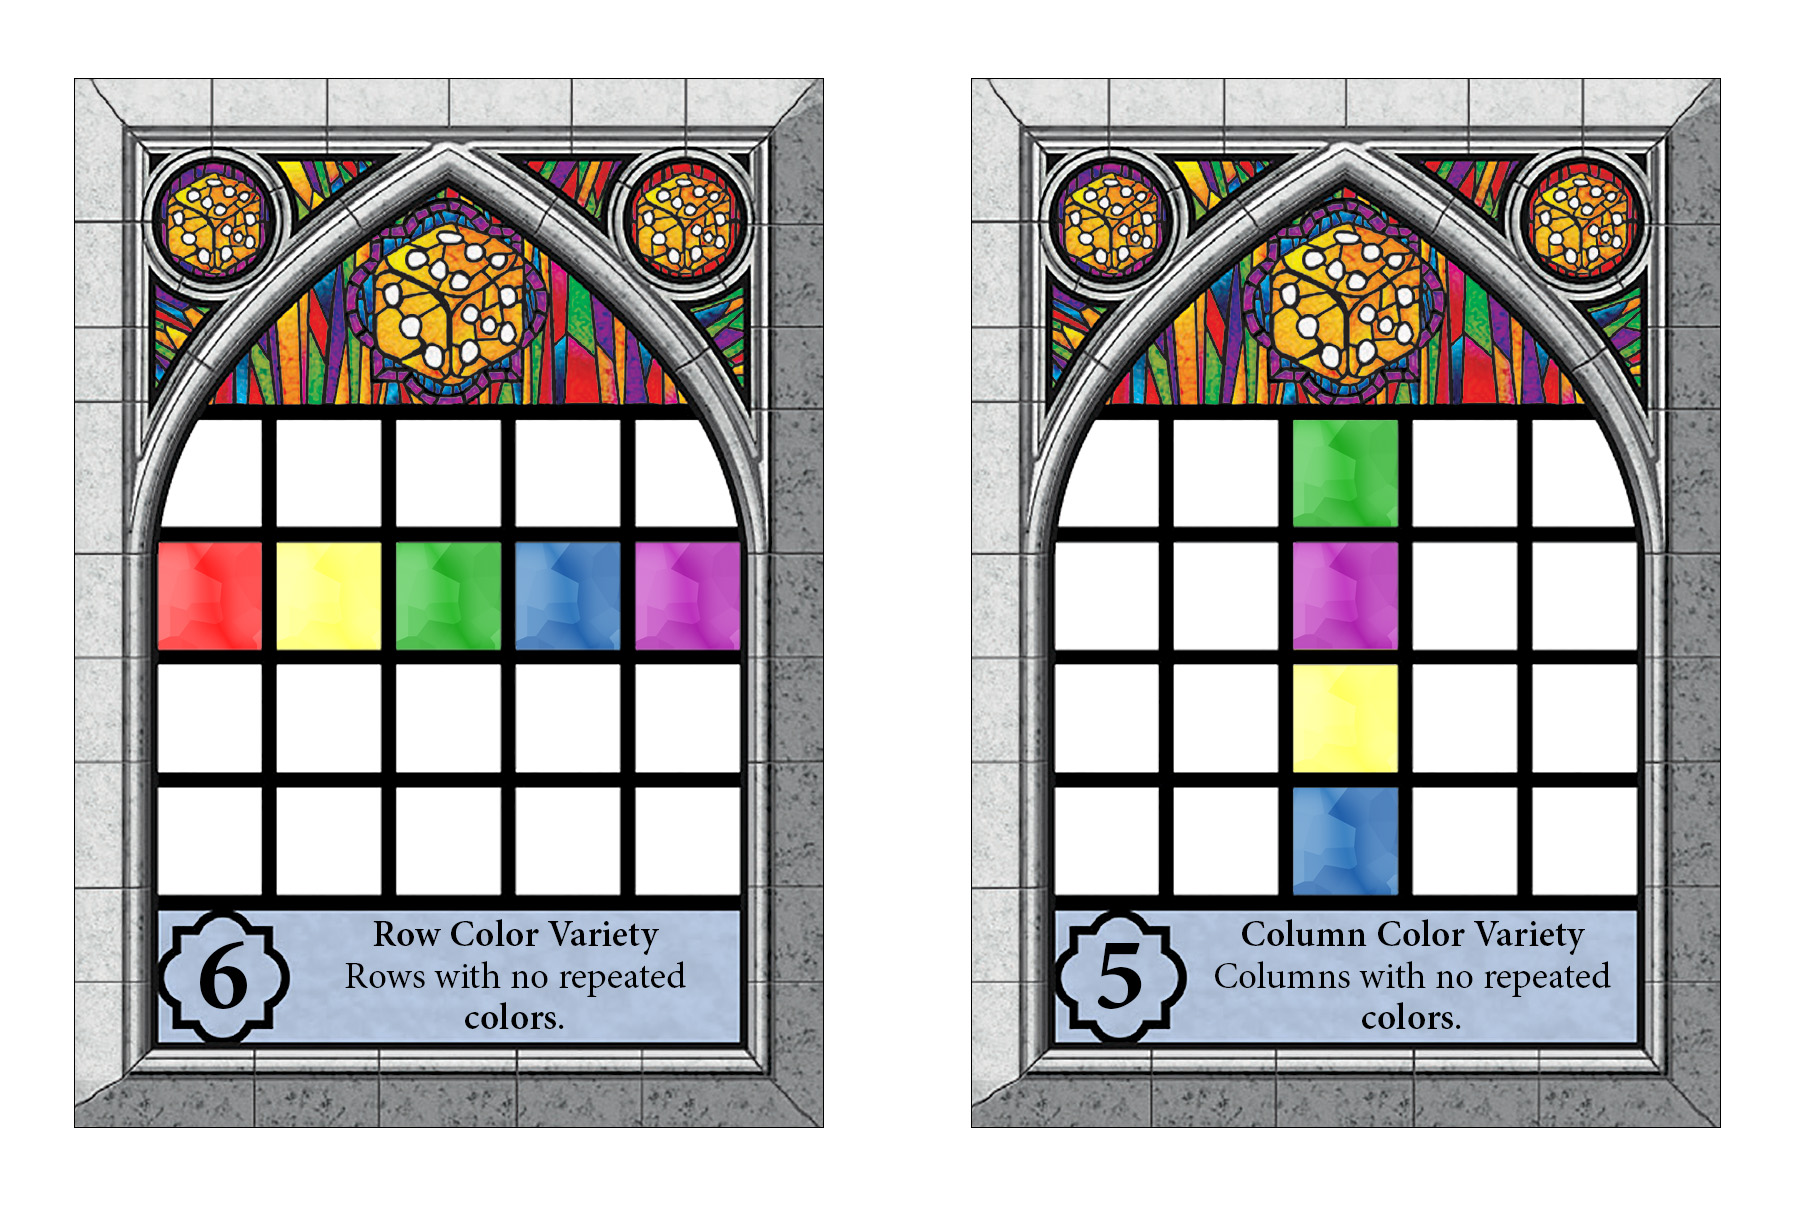 6
Row Color Variety
Rows with no repeated
colors.
5
Column Color Variety
Columns with no repeated
colors.